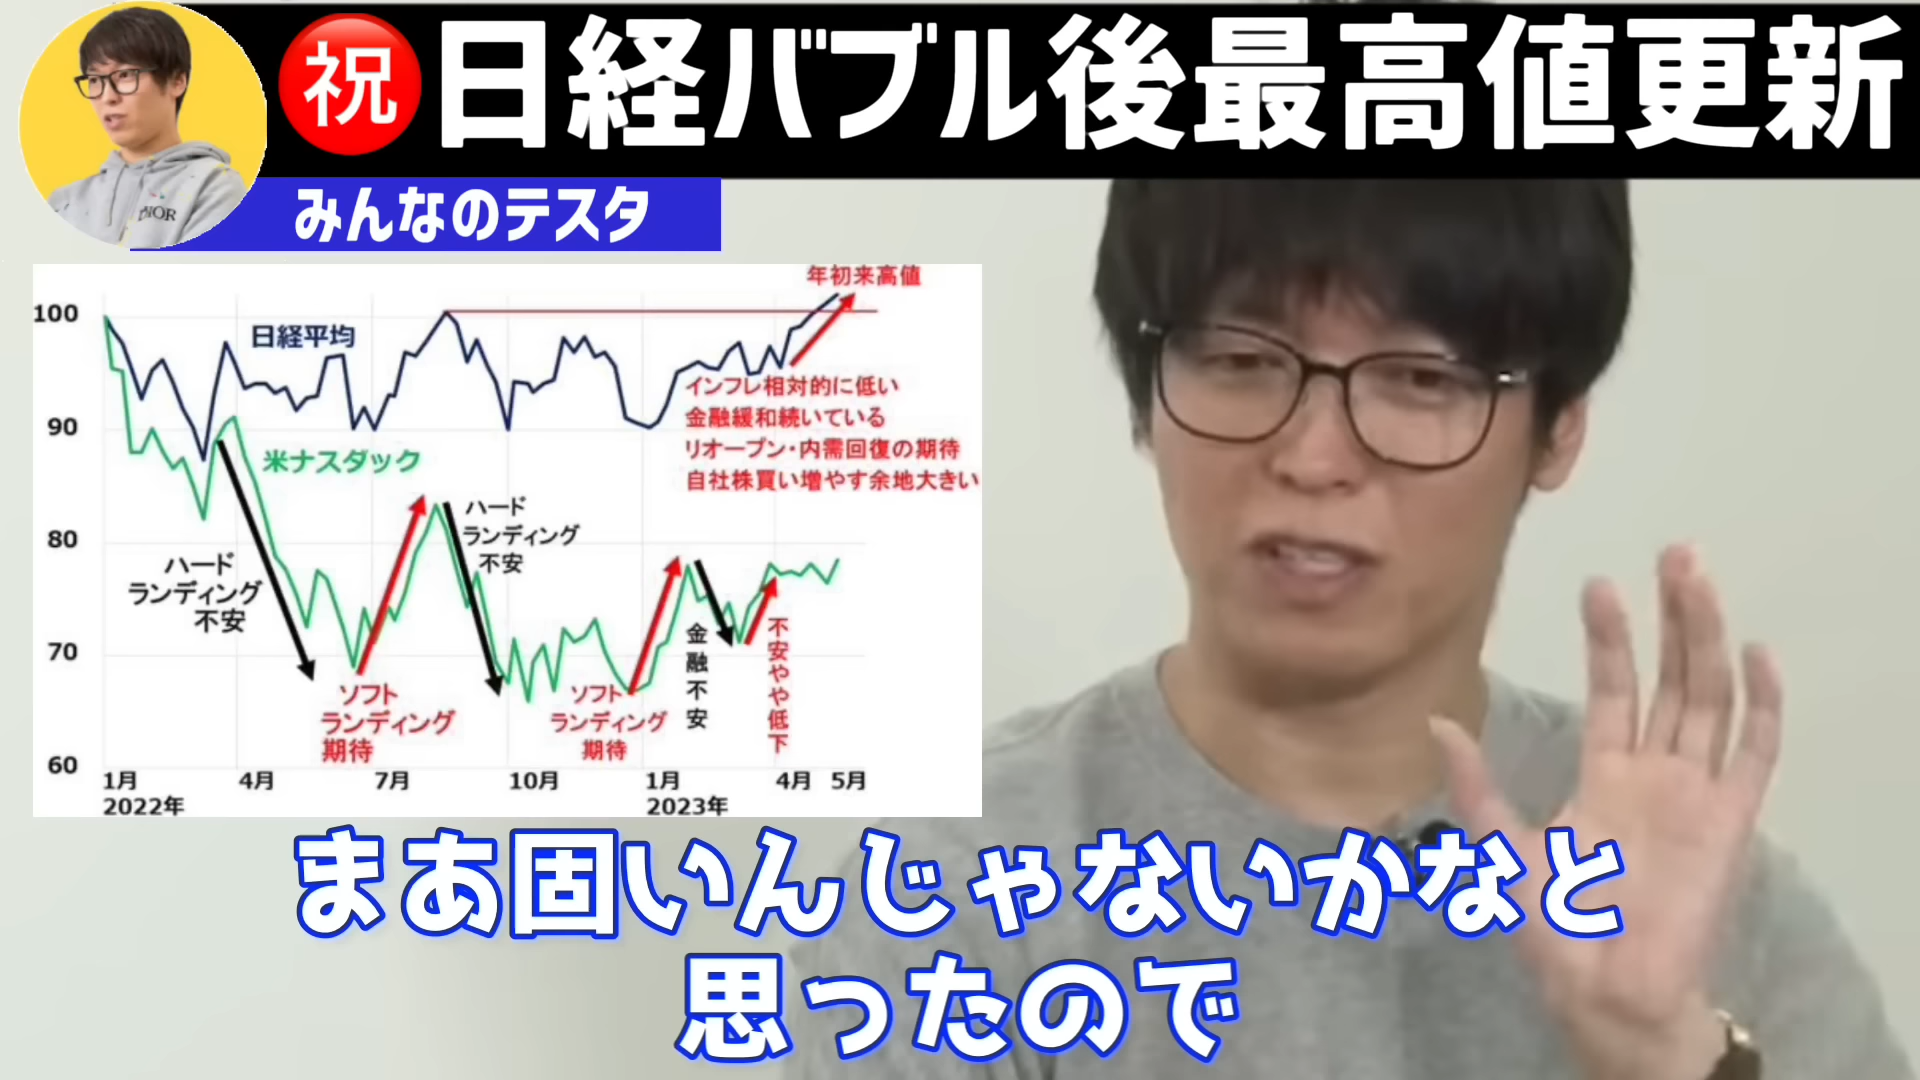 ㊗日経バブル後最高値更新
みんなのテスタ
年初来高値
100
日経平均
インフレ相対的に低い
金融緩和続いている
リオープン・内需回復の期待
自社株買い増やす余地大きい
90
米ナスダック
ハード
ランディング
不安
80
ハード
ランディング
不安
金融不安
不安やや低下
70
ソフト
ランディング
期待
ソフト
ランディング
期待
60
1月 4月 7月 10月 1月 4月 5月
2022年 2023年
DIOR
まあ固いんじゃないかなと
思ったので